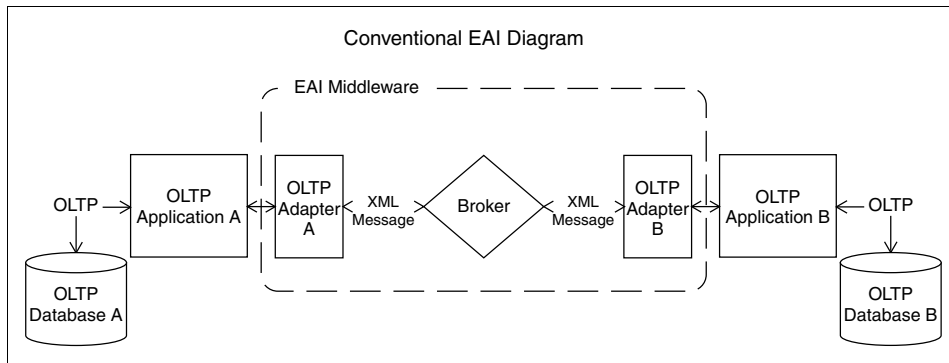 Conventional EAI Diagram
EAI Middleware
OLTP
OLTP
Application A
OLTP
Adapter
A
XML
Message
Broker
XML
Message
OLTP
Adapter
B
OLTP
Application B
OLTP
OLTP
Database A
OLTP
Database B